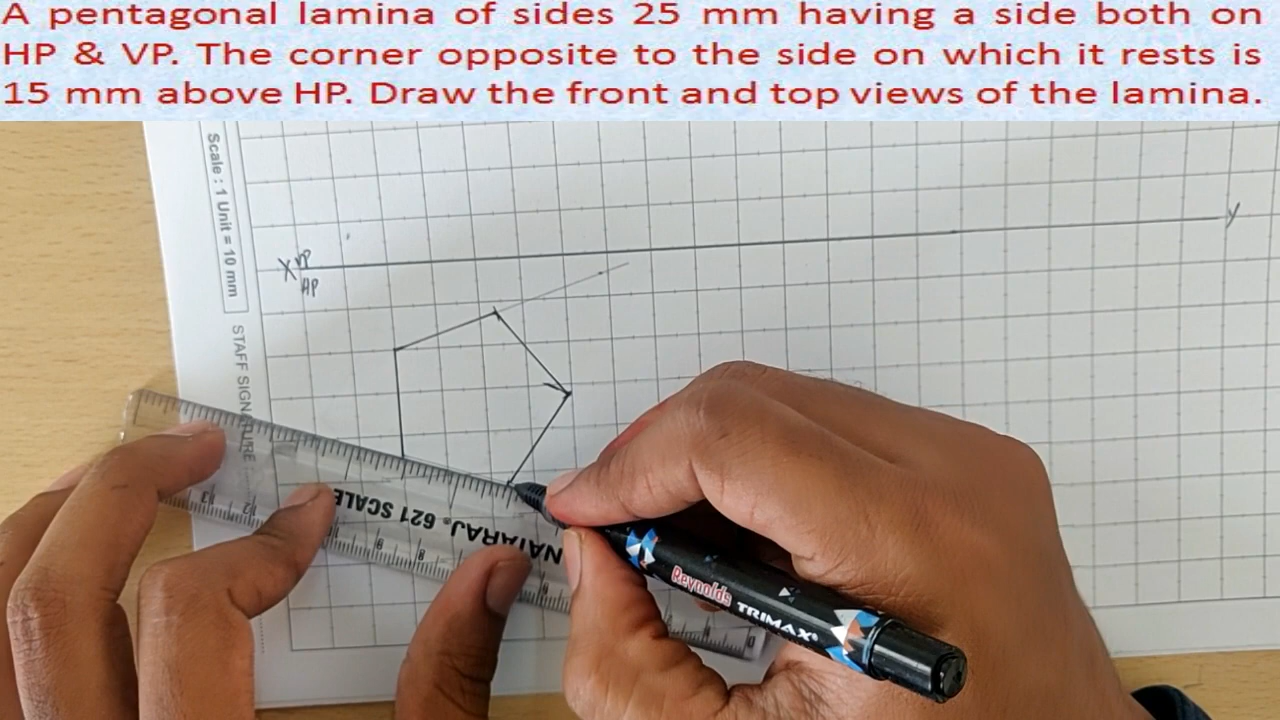 A pentagonal lamina of sides 25 mm having a side both on
HP & VP. The corner opposite to the side on which it rests is
15 mm above HP. Draw the front and top views of the lamina.
Scale : 1 Unit = 10 mm
X VP Y
HP
STAFF SIGNATURE
NATARAJ. 621 SCALE
13 12
Reynolds TRIMAX